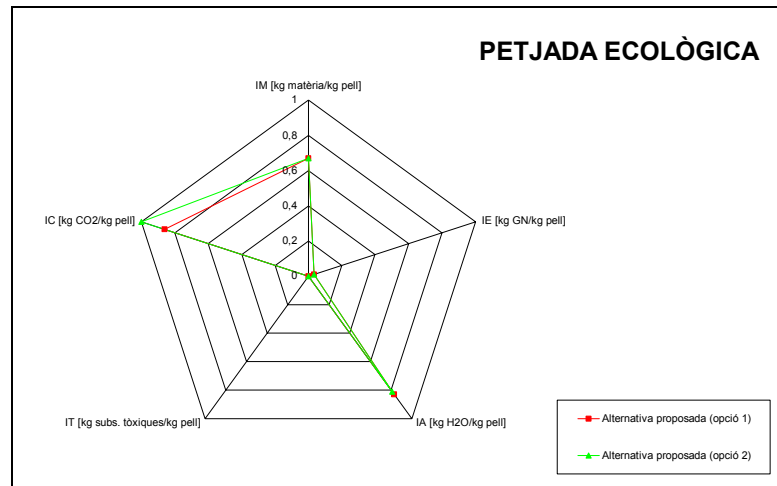 PETJADA ECOLÒGICA
IM [kg matèria/kg pell]
1
0,8
0,6
0,4
0,2
0
IC [kg CO2/kg pell]
IE [kg GN/kg pell]
IT [kg subs. tòxiques/kg pell]
IA [kg H2O/kg pell]
Alternativa proposada (opció 1)
Alternativa proposada (opció 2)